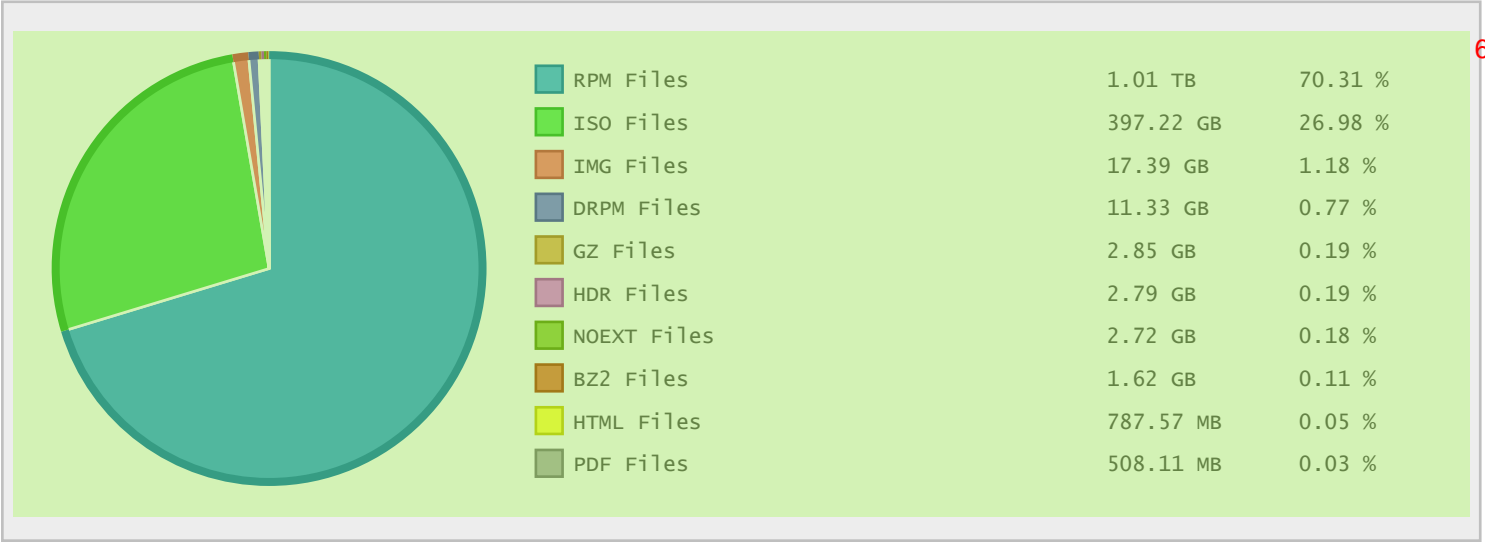 6
RPM Files 1.01 TB 70.31 %
ISO Files 397.22 GB 26.98 %
IMG Files 17.39 GB 1.18 %
DRPM Files 11.33 GB 0.77 %
GZ Files 2.85 GB 0.19 %
HDR Files 2.79 GB 0.19 %
NOEXT Files 2.72 GB 0.18 %
BZ2 Files 1.62 GB 0.11 %
HTML Files 787.57 MB 0.05 %
PDF Files 508.11 MB 0.03 %